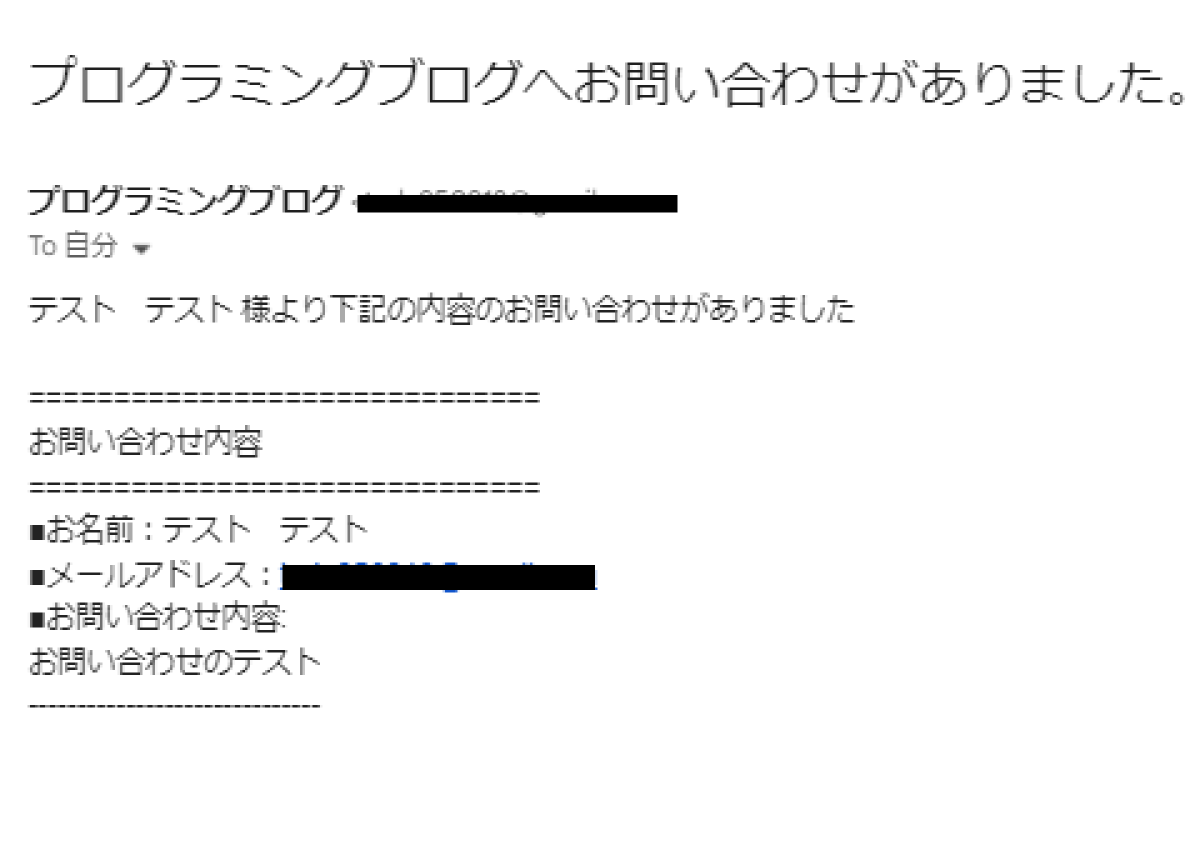 プログラミングブログへお問い合わせがありました。
プログラミングブログ
To 自分
テスト　テスト 様より下記の内容のお問い合わせがありました
==============================
お問い合わせ内容
==============================
■お名前：テスト　テスト
■メールアドレス：
■お問い合わせ内容:
お問い合わせのテスト
-----------------------------